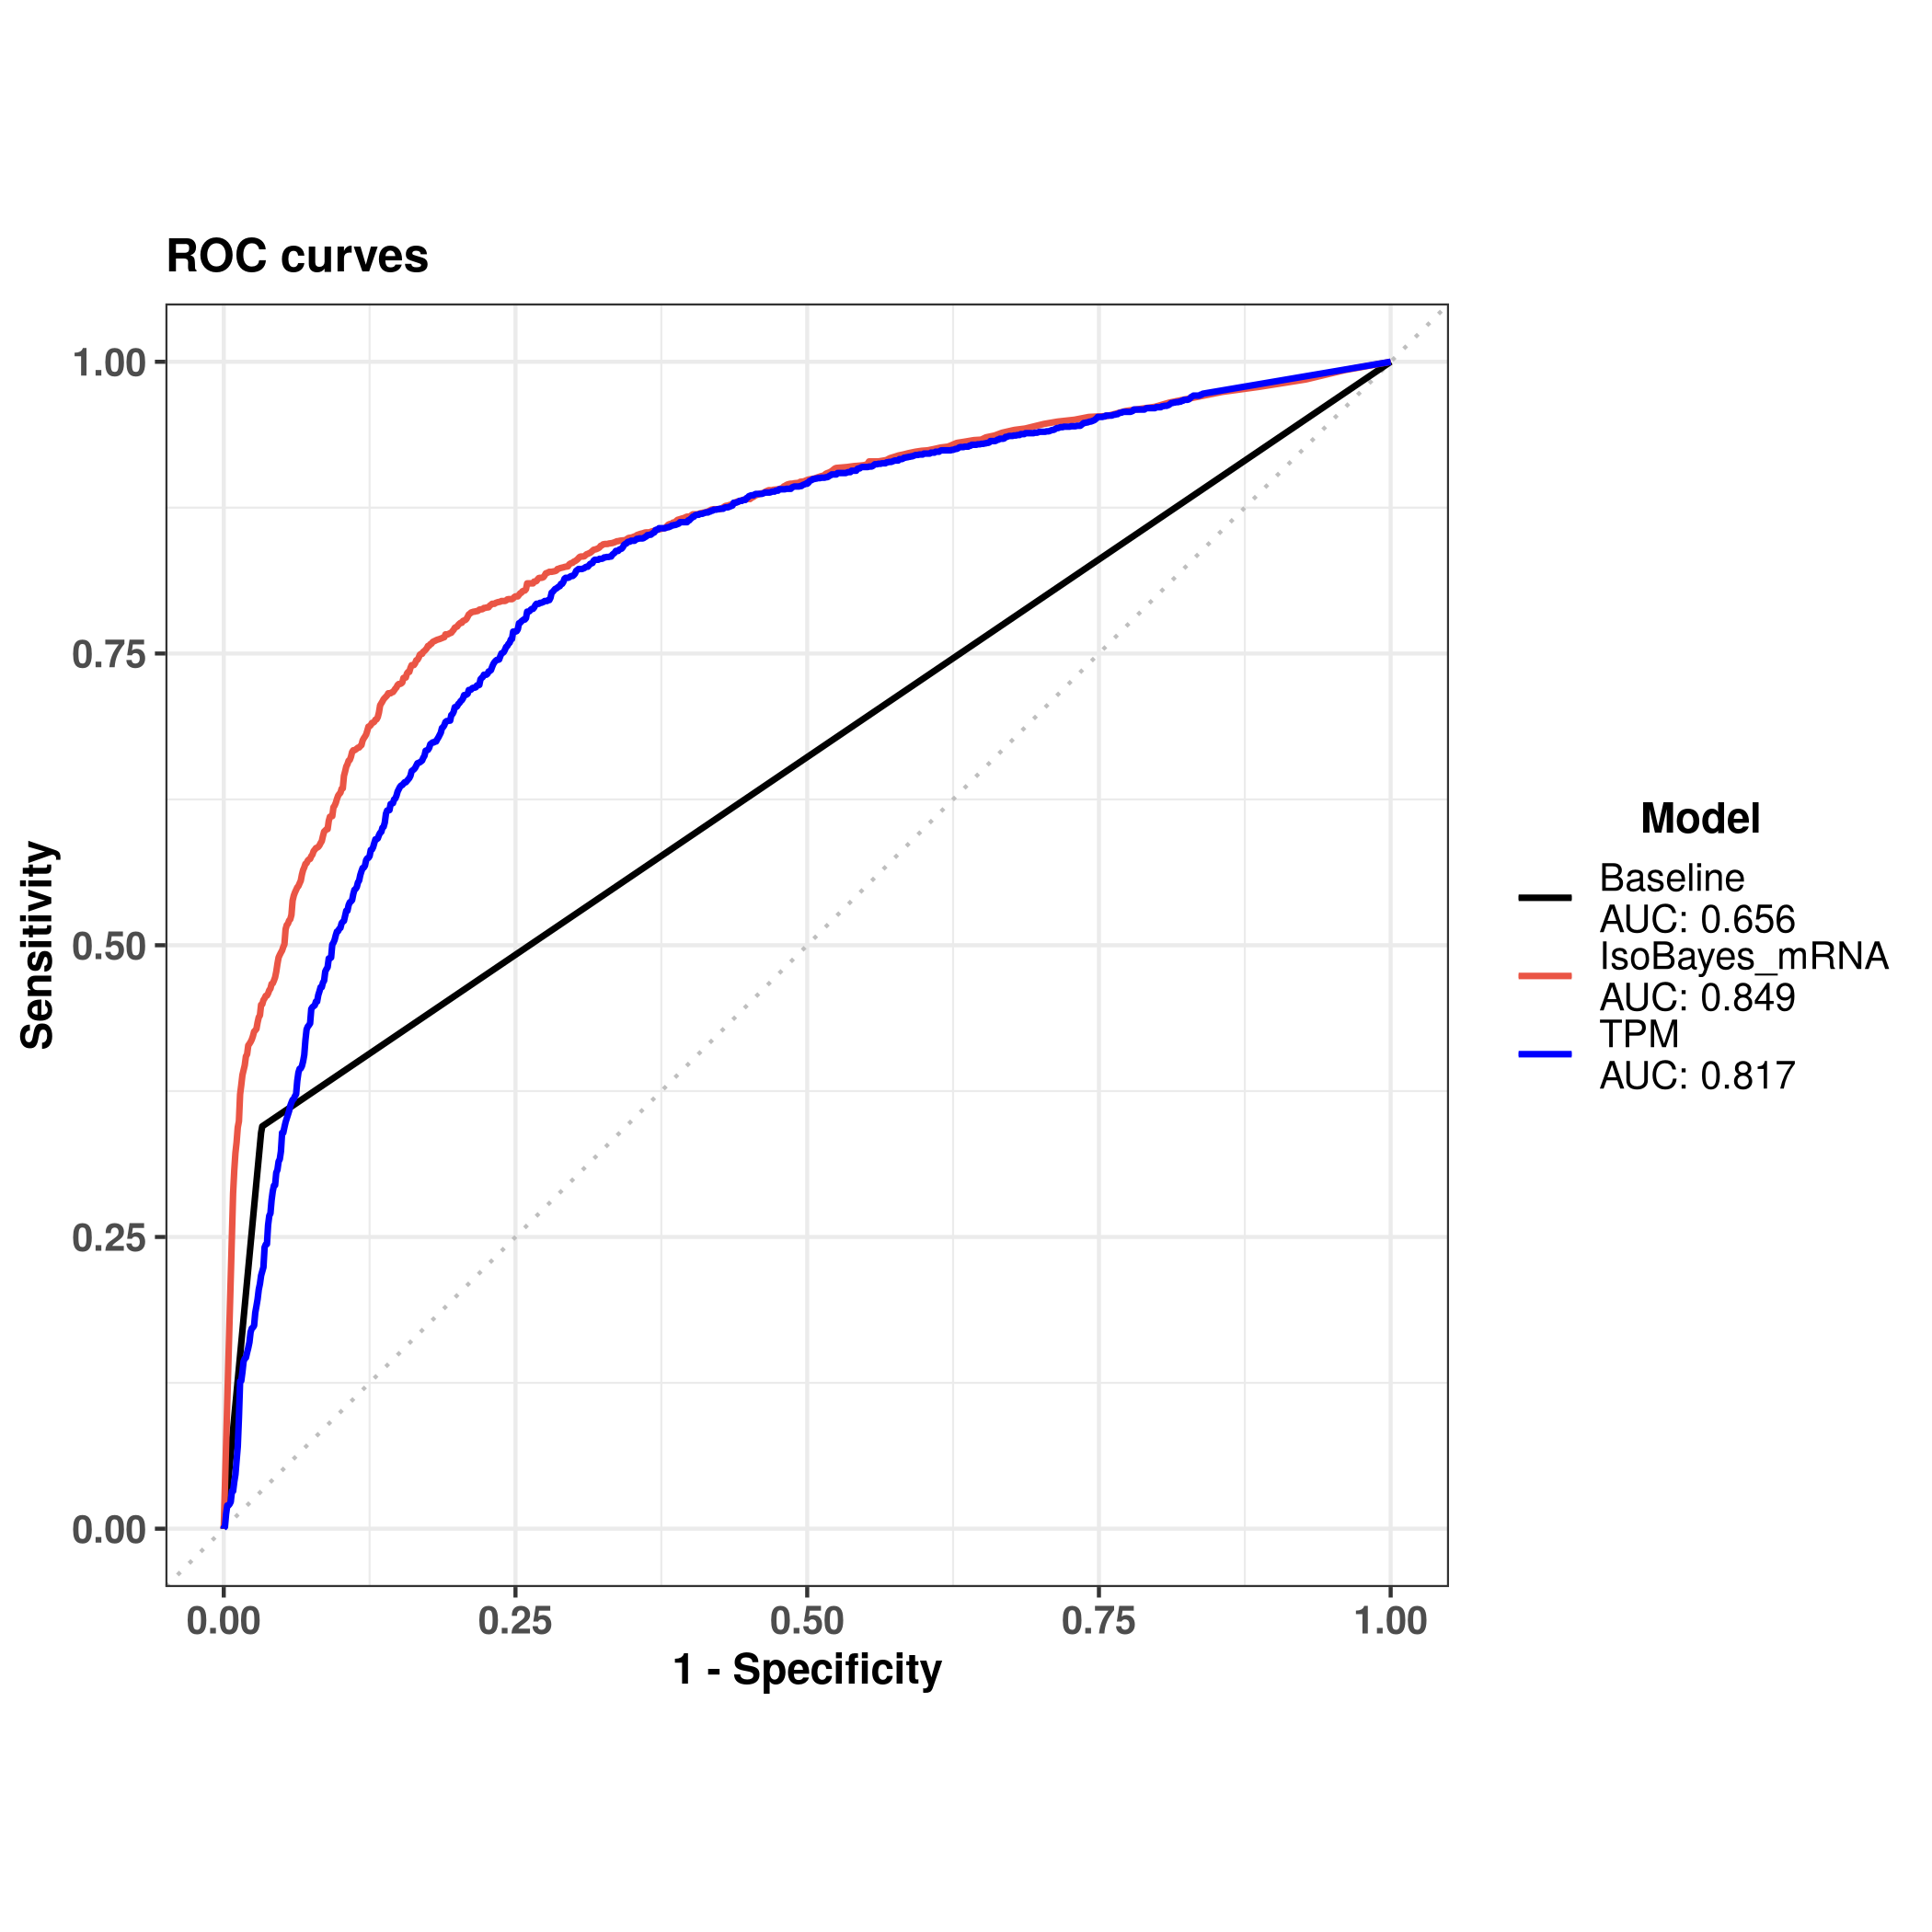 ROC curves
1.00
0.75
0.50
0.25
0.00
Sensitivity
0.00 0.25 0.50 0.75 1.00
1 - Specificity
Model
Baseline
AUC: 0.656
IsoBayes_mRNA
AUC: 0.849
TPM
AUC: 0.817